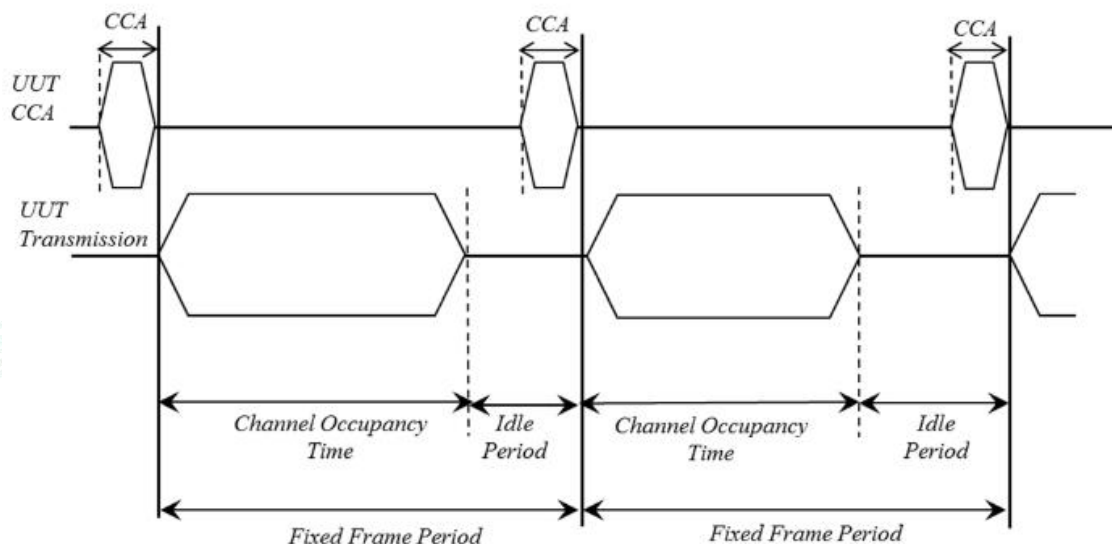 CCA
CCA
CCA
UUT
CCA
UUT
Transmission
Channel Occupancy
Time
Idle
Period
Channel Occupancy
Time
Idle
Period
Fixed Frame Period
Fixed Frame Period